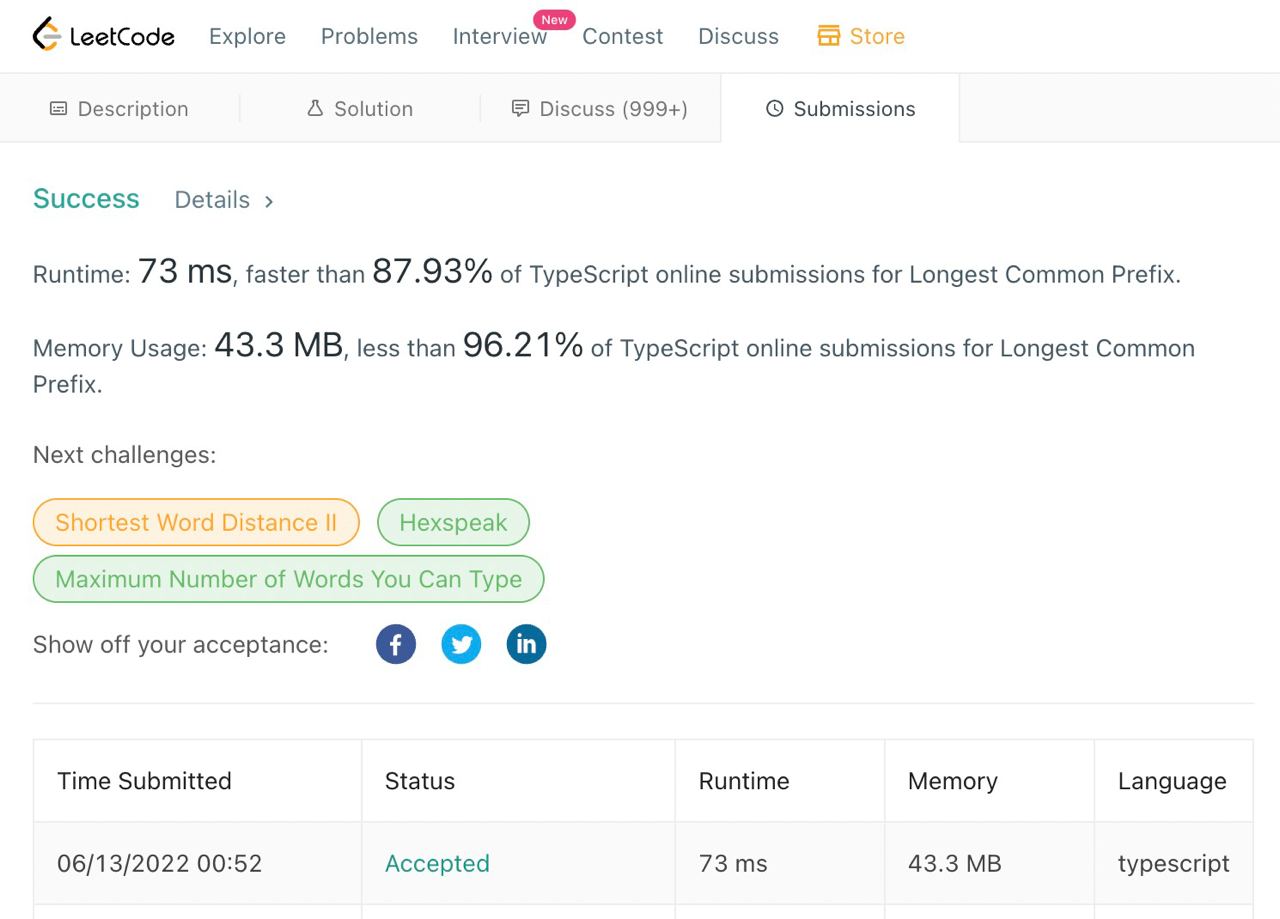 LeetCode Explore Problems Interview New Contest Discuss Store
Description Solution Discuss (999+) Submissions
Success Details >
Runtime: 73 ms, faster than 87.93% of TypeScript online submissions for Longest Common Prefix.
Memory Usage: 43.3 MB, less than 96.21% of TypeScript online submissions for Longest Common
Prefix.
Next challenges:
Shortest Word Distance II Hexspeak
Maximum Number of Words You Can Type
Show off your acceptance: f in
Time Submitted Status Runtime Memory Language
06/13/2022 00:52 Accepted 73 ms 43.3 MB typescript